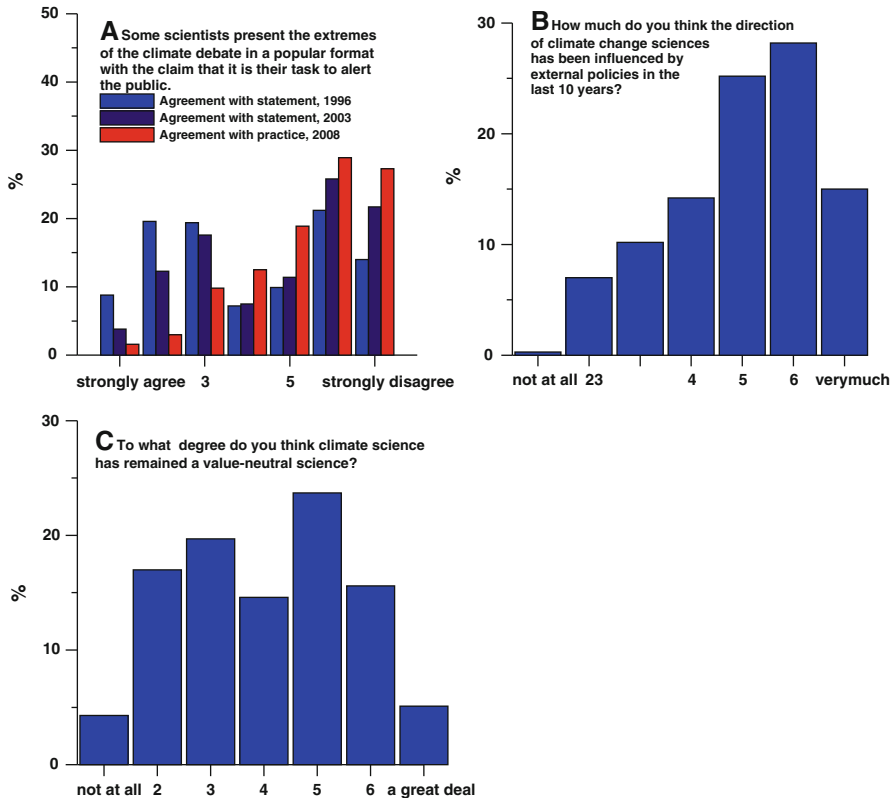 A Some scientists present the extremes
of the climate debate in a popular format
with the claim that it is their task to alert
the public.
Agreement with statement, 1996
Agreement with statement, 2003
Agreement with practice, 2008
50
40
30
20
10
0
%
strongly agree 3 5 strongly disagree
B How much do you think the direction
of climate change sciences
has been influenced by
external policies in the
last 10 years?
30
20
10
0
%
not at all 23 4 5 6 verymuch
C To what degree do you think climate science
has remained a value-neutral science?
30
20
10
0
%
not at all 2 3 4 5 6 a great deal